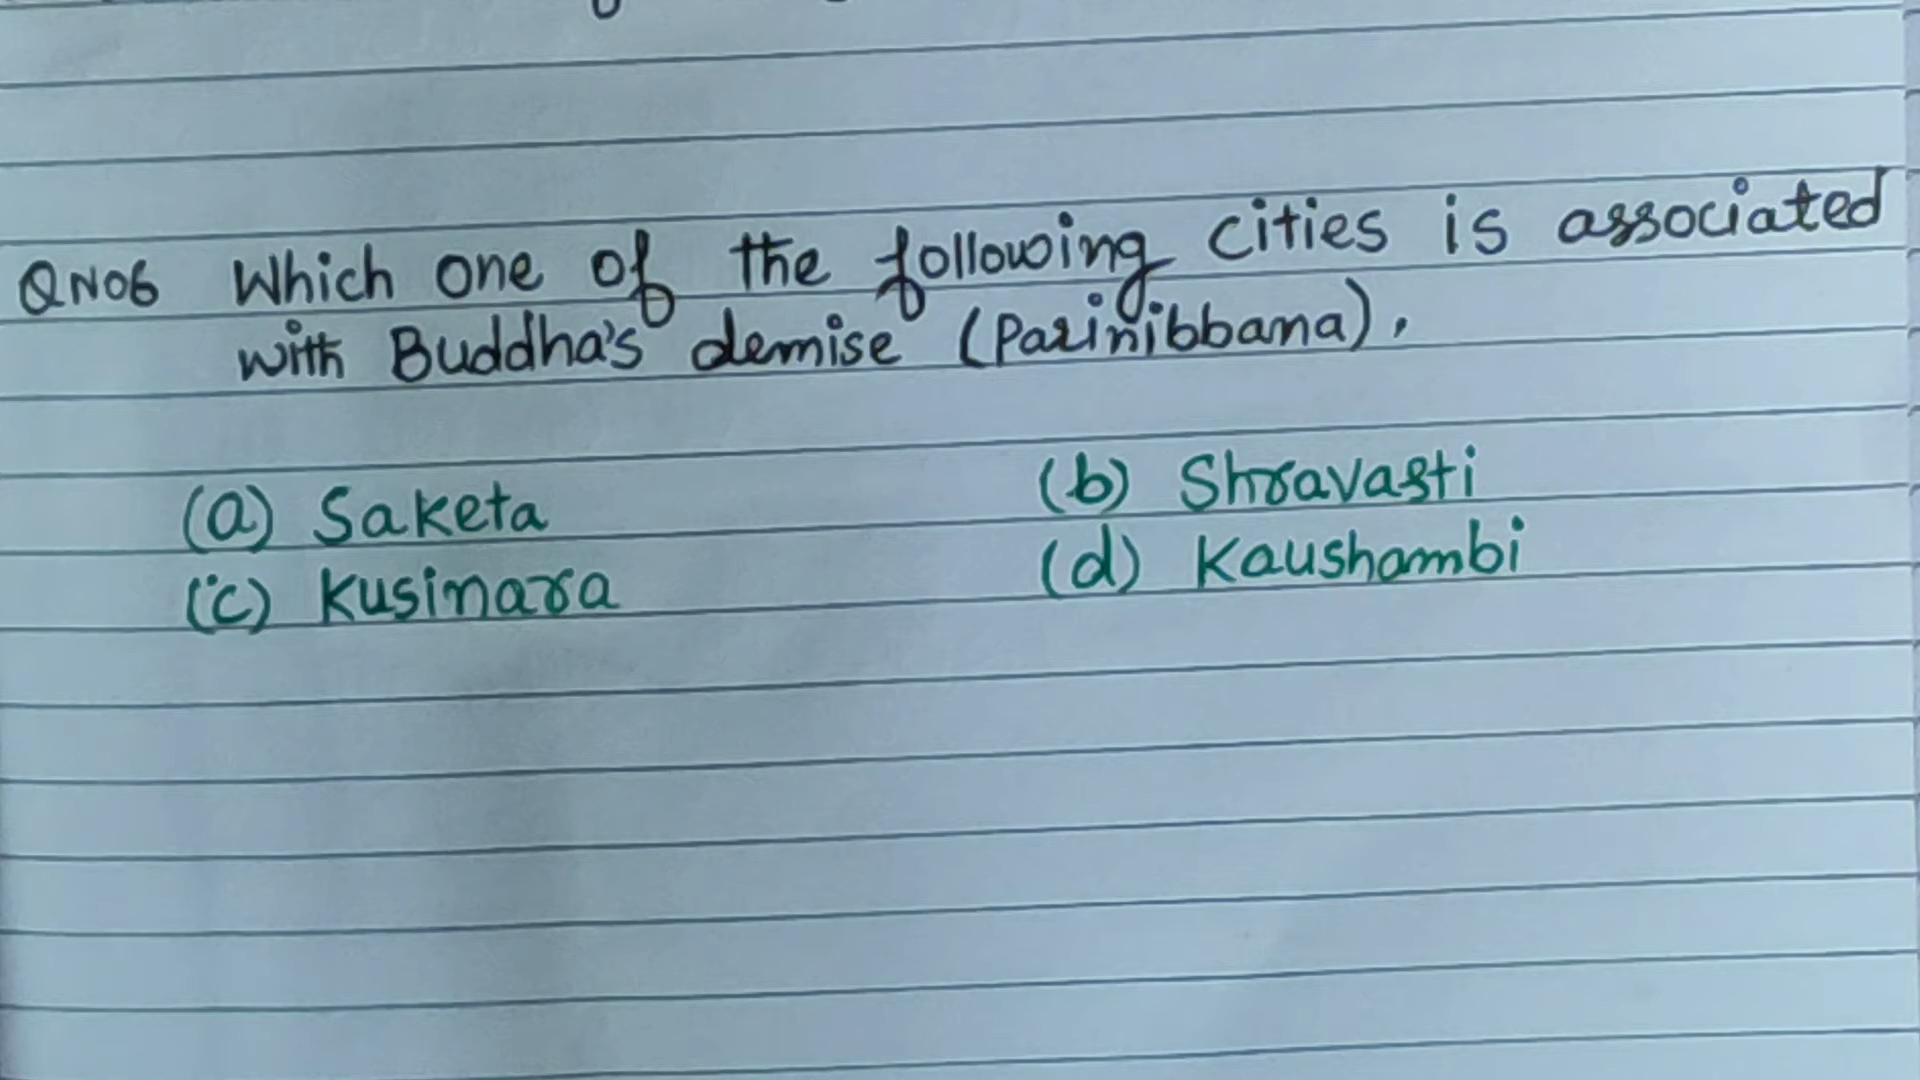 QNO6 Which one of the following cities is associated
with Buddha's demise (Parinibbana),
(a) Saketa (b) Shravasti
(c) Kusinara (d) Kaushambi